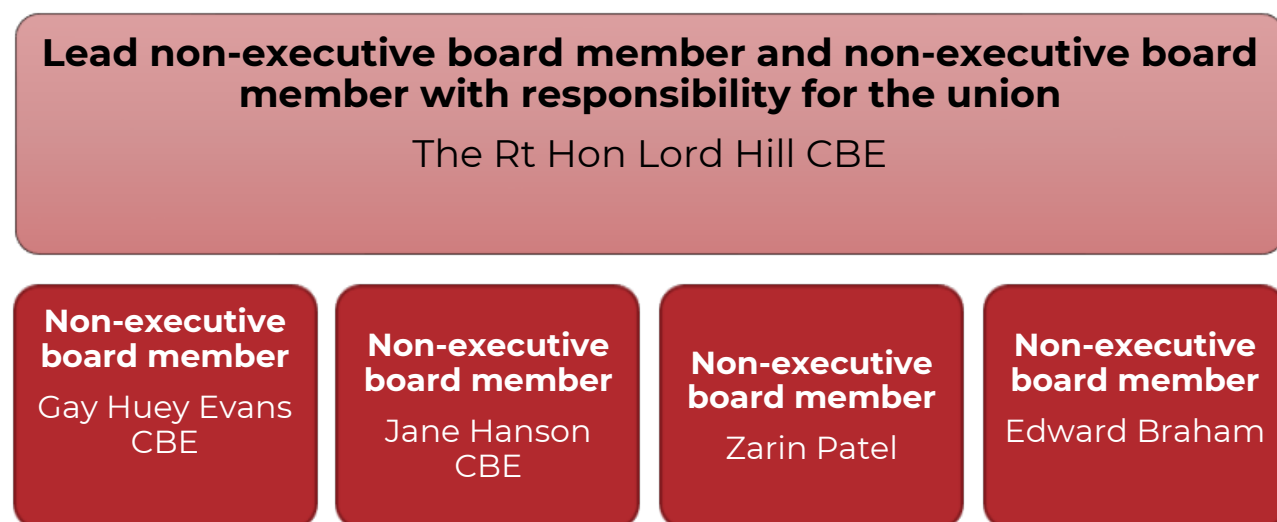 Lead non-executive board member and non-executive board
member with responsibility for the union
The Rt Hon Lord Hill CBE
Non-executive
board member
Gay Huey Evans
CBE
Non-executive
board member
Jane Hanson
CBE
Non-executive
board member
Zarin Patel
Non-executive
board member
Edward Braham